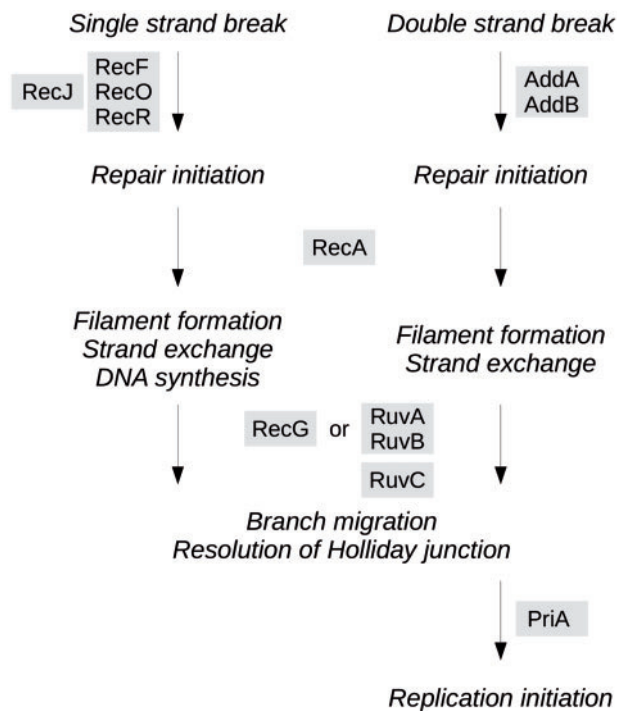 Single strand break
Double strand break
RecJ
RecF
RecO
RecR
AddA
AddB
Repair initiation
Repair initiation
RecA
Filament formation
Strand exchange
DNA synthesis
Filament formation
Strand exchange
RecG or
RuvA
RuvB
RuvC
Branch migration
Resolution of Holliday junction
PriA
Replication initiation